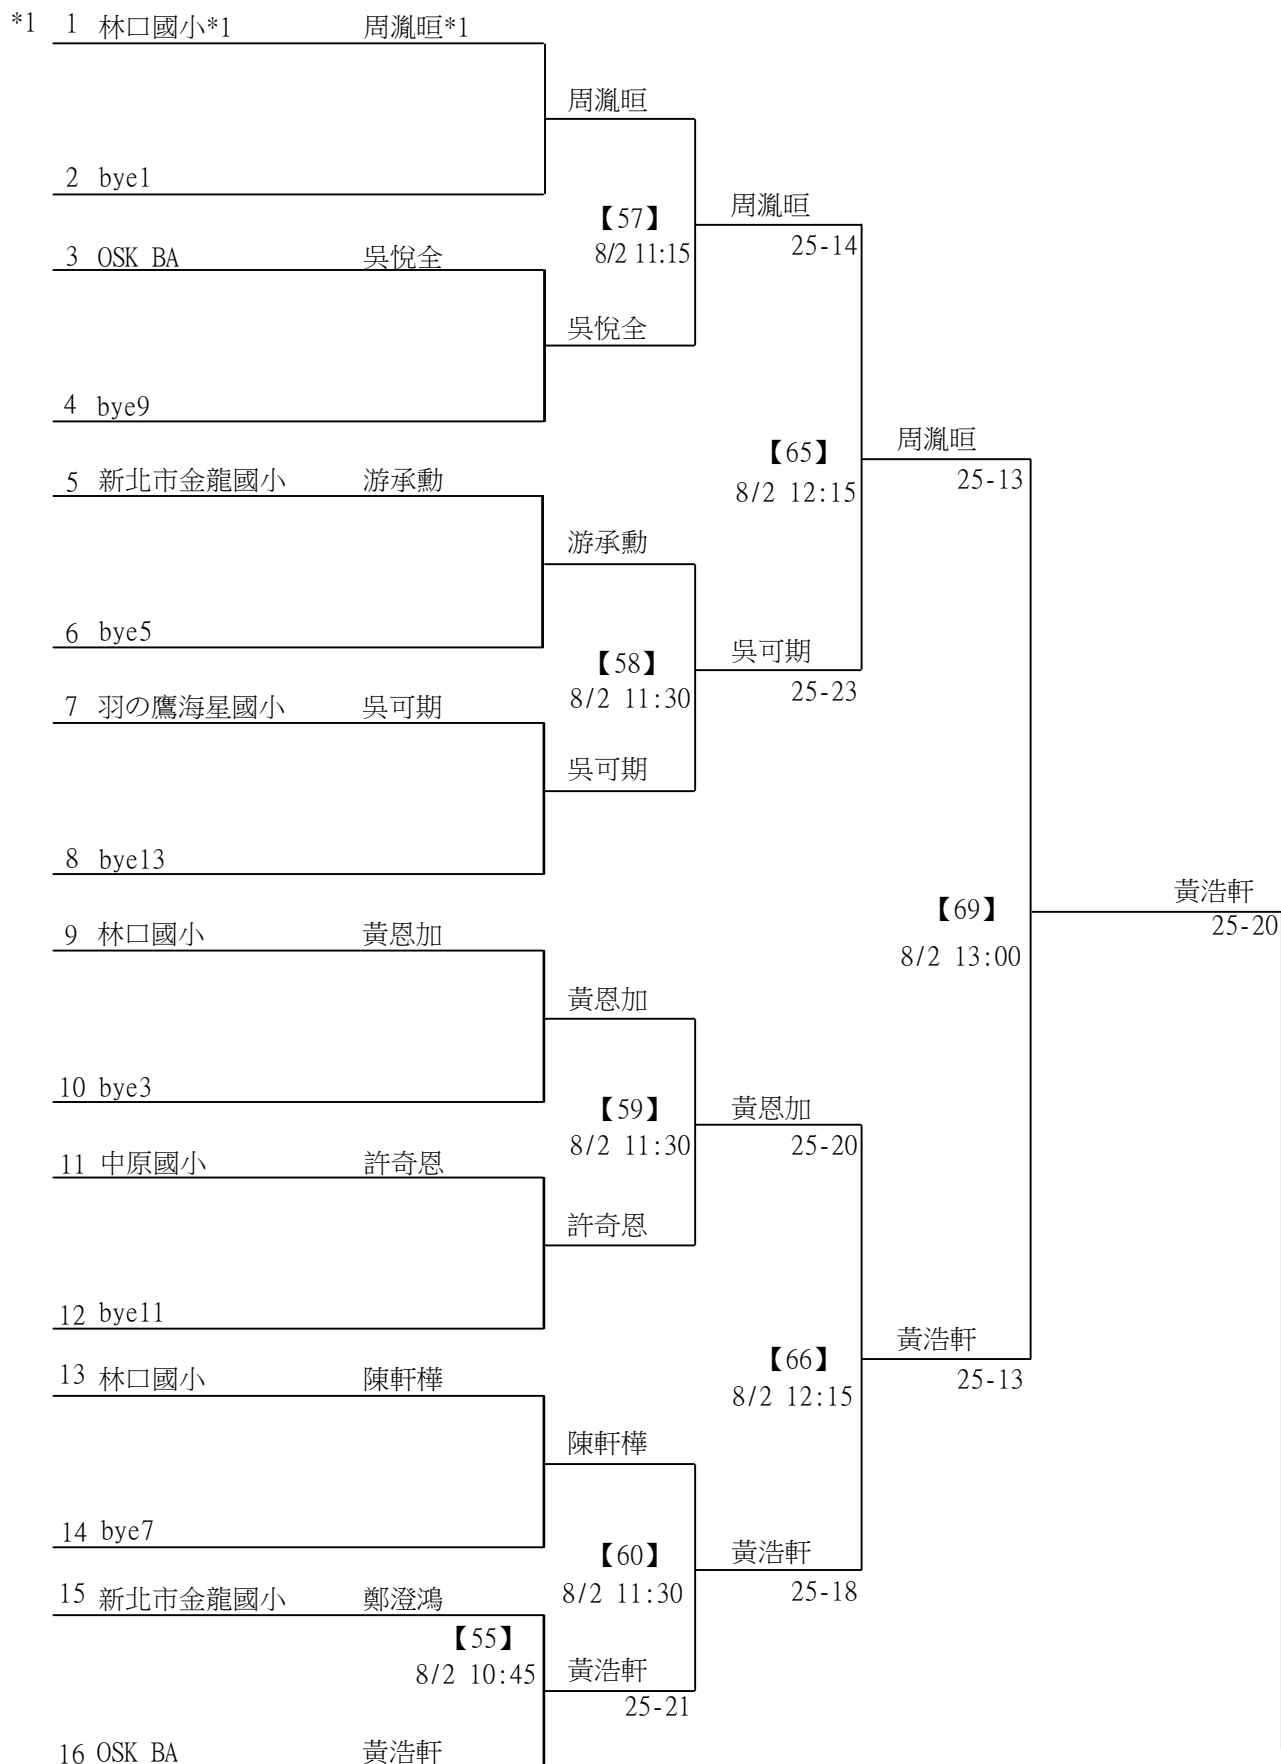 *1 1 林口國小*1 周胤晅*1
周胤晅
2 bye1
【57】
8/2 11:15
周胤晅
25-14
3 OSK BA 吳悅全
吳悅全
4 bye9
【65】
8/2 12:15
周胤晅
25-13
5 新北市金龍國小 游承勳
游承勳
6 bye5
【58】
8/2 11:30
吳可期
25-23
7 羽の鷹海星國小 吳可期
吳可期
8 bye13
【69】
8/2 13:00
黃浩軒
25-20
9 林口國小 黃恩加
黃恩加
10 bye3
【59】
8/2 11:30
黃恩加
25-20
11 中原國小 許奇恩
許奇恩
12 bye11
【66】
8/2 12:15
黃浩軒
25-13
13 林口國小 陳軒樺
陳軒樺
14 bye7
【60】
8/2 11:30
黃浩軒
25-18
15 新北市金龍國小 鄭澄鴻
【55】
8/2 10:45
黃浩軒
25-21
16 OSK BA 黃浩軒